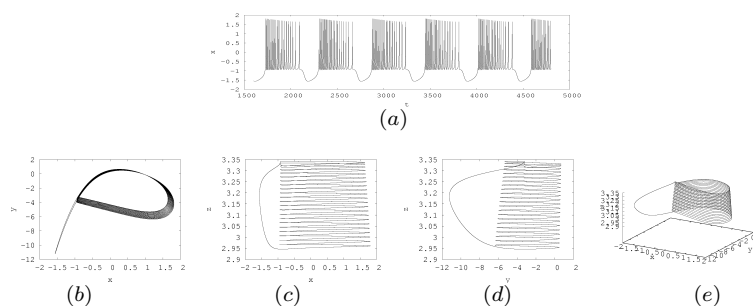 2
1.5
1
0.5
0
−0.5
−1
−1.5
−2
x
1500 2000 2500 3000 3500 4000 4500 5000
t
(a)
2
0
−2
−4
−6
−8
−10
−12
y
−2 −1.5 −1 −0.5 0 0.5 1 1.5 2
x
(b)
3.35
3.3
3.25
3.2
3.15
3.1
3.05
3
2.95
2.9
z
−2 −1.5 −1 −0.5 0 0.5 1 1.5 2
x
(c)
3.35
3.3
3.25
3.2
3.15
3.1
3.05
3
2.95
2.9
z
−12 −10 −8 −6 −4 −2 0 2
y
(d)
z
x
y
(e)